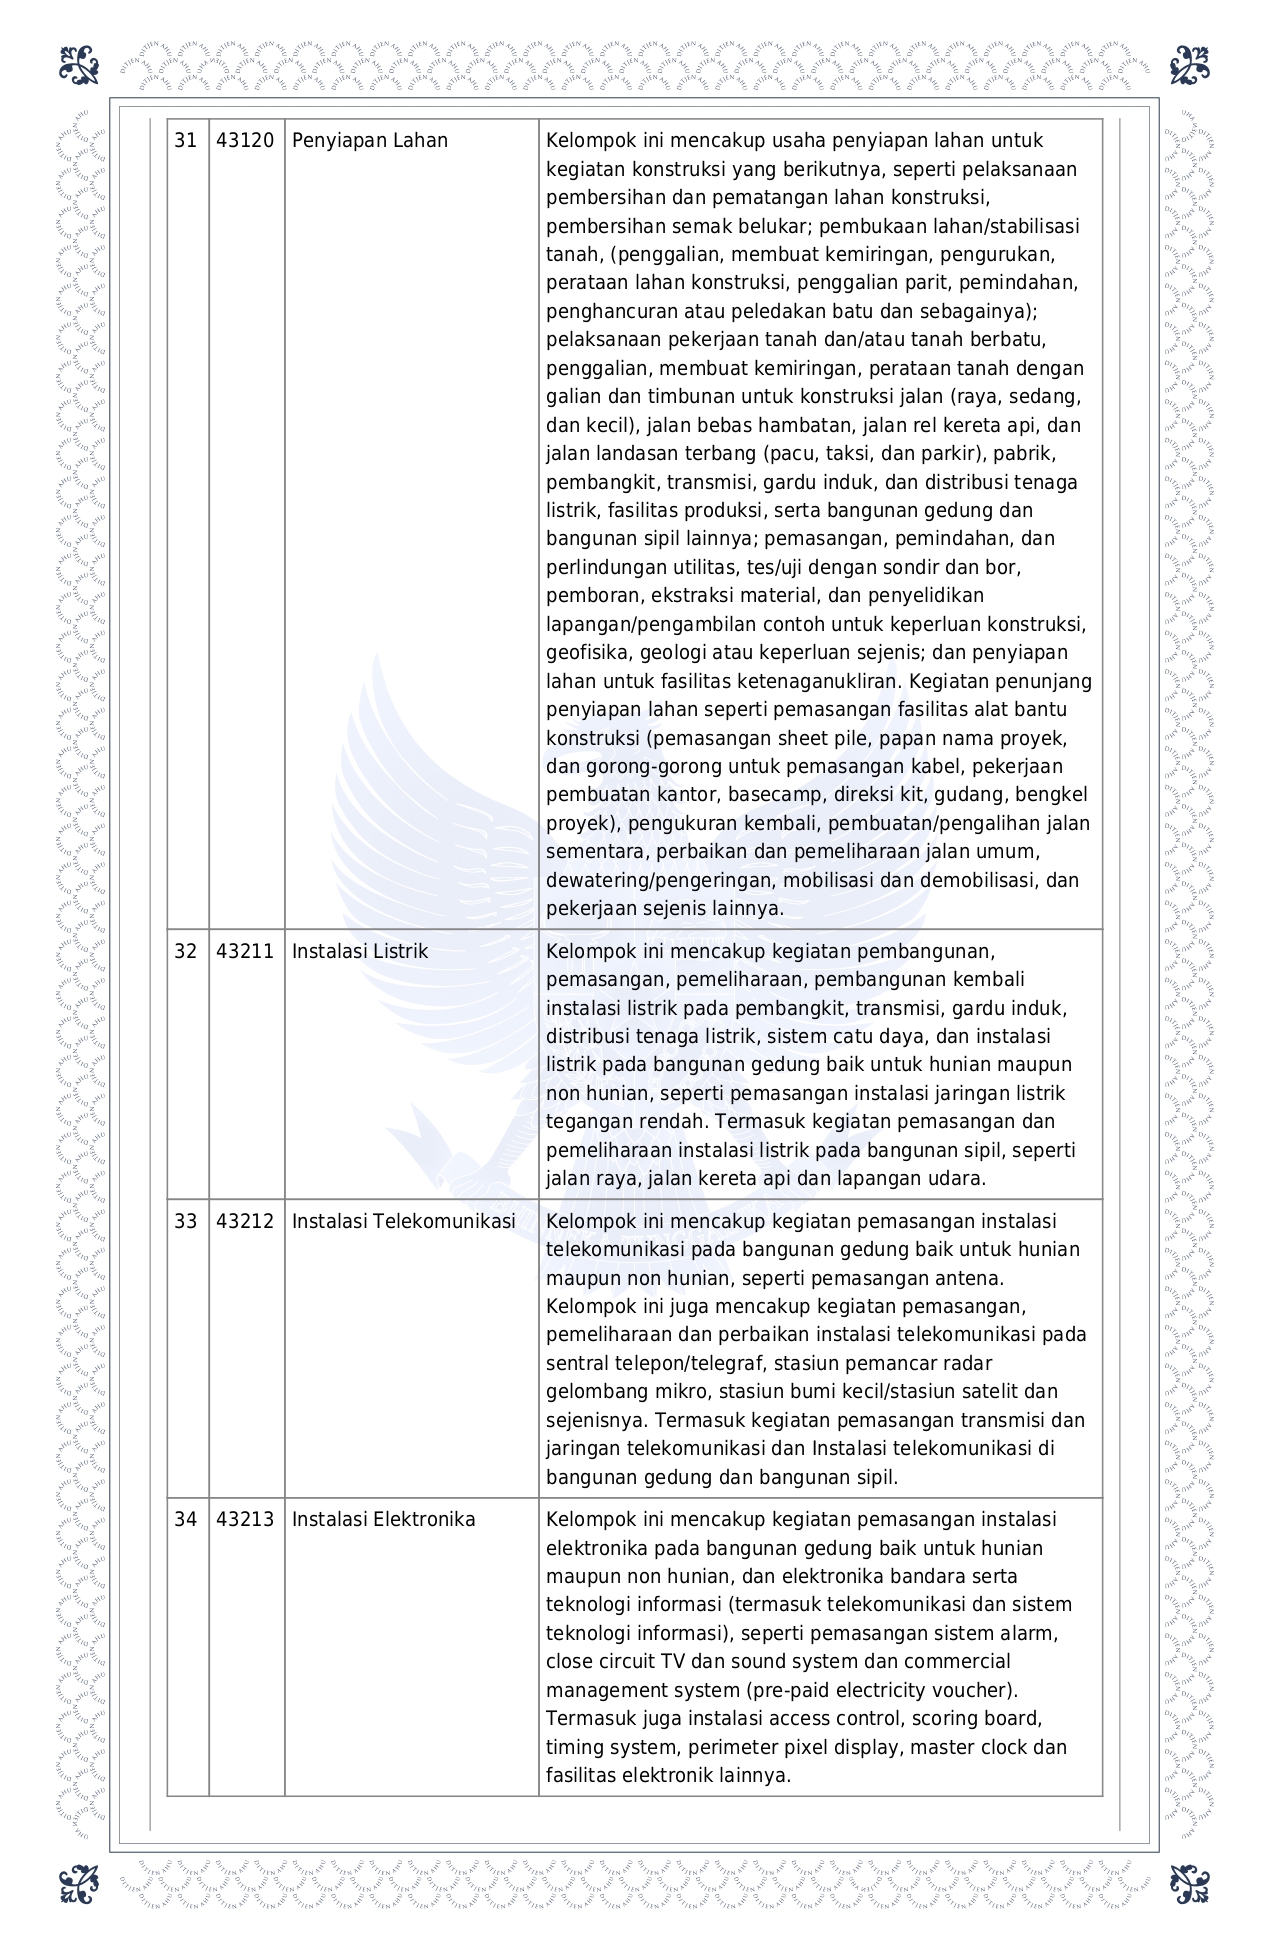 31 43120 Penyiapan Lahan Kelompok ini mencakup usaha penyiapan lahan untuk
kegiatan konstruksi yang berikutnya, seperti pelaksanaan
pembersihan dan pematangan lahan konstruksi,
pembersihan semak belukar; pembukaan lahan/stabilisasi
tanah, (penggalian, membuat kemiringan, pengurukan,
perataan lahan konstruksi, penggalian parit, pemindahan,
penghancuran atau peledakan batu dan sebagainya);
pelaksanaan pekerjaan tanah dan/atau tanah berbatu,
penggalian, membuat kemiringan, perataan tanah dengan
galian dan timbunan untuk konstruksi jalan (raya, sedang,
dan kecil), jalan bebas hambatan, jalan rel kereta api, dan
jalan landasan terbang (pacu, taksi, dan parkir), pabrik,
pembangkit, transmisi, gardu induk, dan distribusi tenaga
listrik, fasilitas produksi, serta bangunan gedung dan
bangunan sipil lainnya; pemasangan, pemindahan, dan
perlindungan utilitas, tes/uji dengan sondir dan bor,
pemboran, ekstraksi material, dan penyelidikan
lapangan/pengambilan contoh untuk keperluan konstruksi,
geofisika, geologi atau keperluan sejenis; dan penyiapan
lahan untuk fasilitas ketenaganukliran. Kegiatan penunjang
penyiapan lahan seperti pemasangan fasilitas alat bantu
konstruksi (pemasangan sheet pile, papan nama proyek,
dan gorong-gorong untuk pemasangan kabel, pekerjaan
pembuatan kantor, basecamp, direksi kit, gudang, bengkel
proyek), pengukuran kembali, pembuatan/pengalihan jalan
sementara, perbaikan dan pemeliharaan jalan umum,
dewatering/pengeringan, mobilisasi dan demobilisasi, dan
pekerjaan sejenis lainnya.
32 43211 Instalasi Listrik Kelompok ini mencakup kegiatan pembangunan,
pemasangan, pemeliharaan, pembangunan kembali
instalasi listrik pada pembangkit, transmisi, gardu induk,
distribusi tenaga listrik, sistem catu daya, dan instalasi
listrik pada bangunan gedung baik untuk hunian maupun
non hunian, seperti pemasangan instalasi jaringan listrik
tegangan rendah. Termasuk kegiatan pemasangan dan
pemeliharaan instalasi listrik pada bangunan sipil, seperti
jalan raya, jalan kereta api dan lapangan udara.
33 43212 Instalasi Telekomunikasi Kelompok ini mencakup kegiatan pemasangan instalasi
telekomunikasi pada bangunan gedung baik untuk hunian
maupun non hunian, seperti pemasangan antena.
Kelompok ini juga mencakup kegiatan pemasangan,
pemeliharaan dan perbaikan instalasi telekomunikasi pada
sentral telepon/telegraf, stasiun pemancar radar
gelombang mikro, stasiun bumi kecil/stasiun satelit dan
sejenisnya. Termasuk kegiatan pemasangan transmisi dan
jaringan telekomunikasi dan Instalasi telekomunikasi di
bangunan gedung dan bangunan sipil.
34 43213 Instalasi Elektronika Kelompok ini mencakup kegiatan pemasangan instalasi
elektronika pada bangunan gedung baik untuk hunian
maupun non hunian, dan elektronika bandara serta
teknologi informasi (termasuk telekomunikasi dan sistem
teknologi informasi), seperti pemasangan sistem alarm,
close circuit TV dan sound system dan commercial
management system (pre-paid electricity voucher).
Termasuk juga instalasi access control, scoring board,
timing system, perimeter pixel display, master clock dan
fasilitas elektronik lainnya.